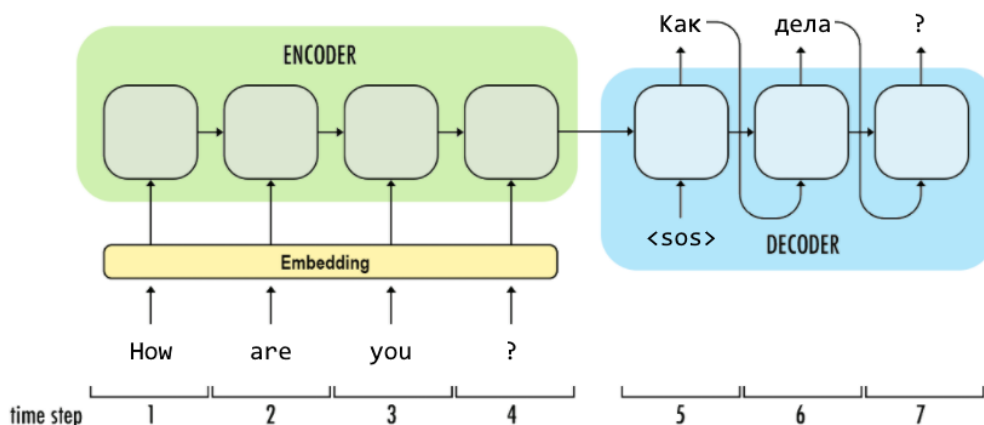 Как дела ?
ENCODER
<sos>
DECODER
Embedding
How are you ?
time step 1 2 3 4 5 6 7